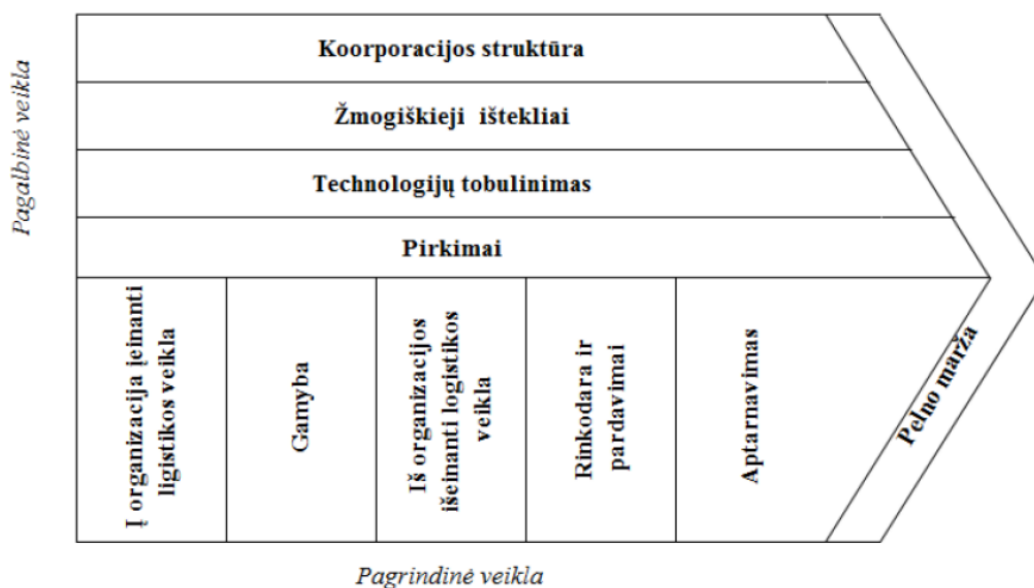 Pagalbinė veikla
Koorporacijos struktūra
Žmogiškieji ištekliai
Technologijų tobulinimas
Pirkimai
Į organizacija įeinanti
ligistikos veikla
Gamyba
Iš organizacijos
išeinanti logistikos
veikla
Rinkodara ir
pardavimai
Aptarnavimas
Pelno marža
Pagrindinė veikla